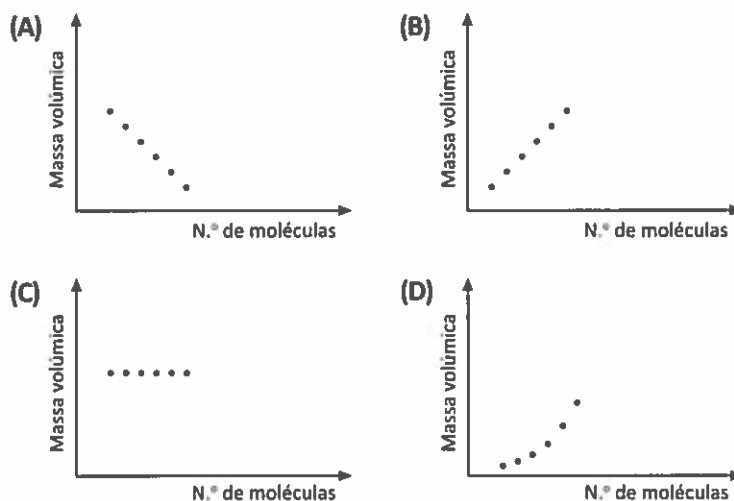 (A)
Massa volúmica
N.º de moléculas
(B)
Massa volúmica
N.º de moléculas
(C)
Massa volúmica
N.º de moléculas
(D)
Massa volúmica
N.º de moléculas